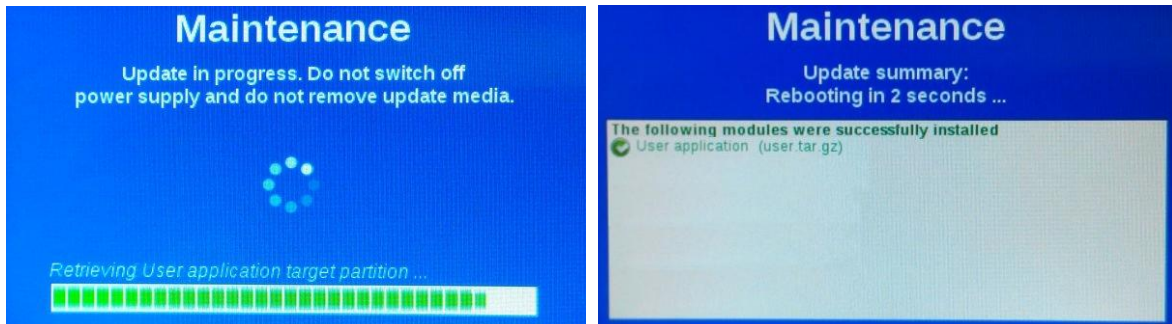 Maintenance
Update in progress. Do not switch off
power supply and do not remove update media.
Retrieving User application target partition ...
Maintenance
Update summary:
Rebooting in 2 seconds ...
The following modules were successfully installed
User application (user.tar.gz)